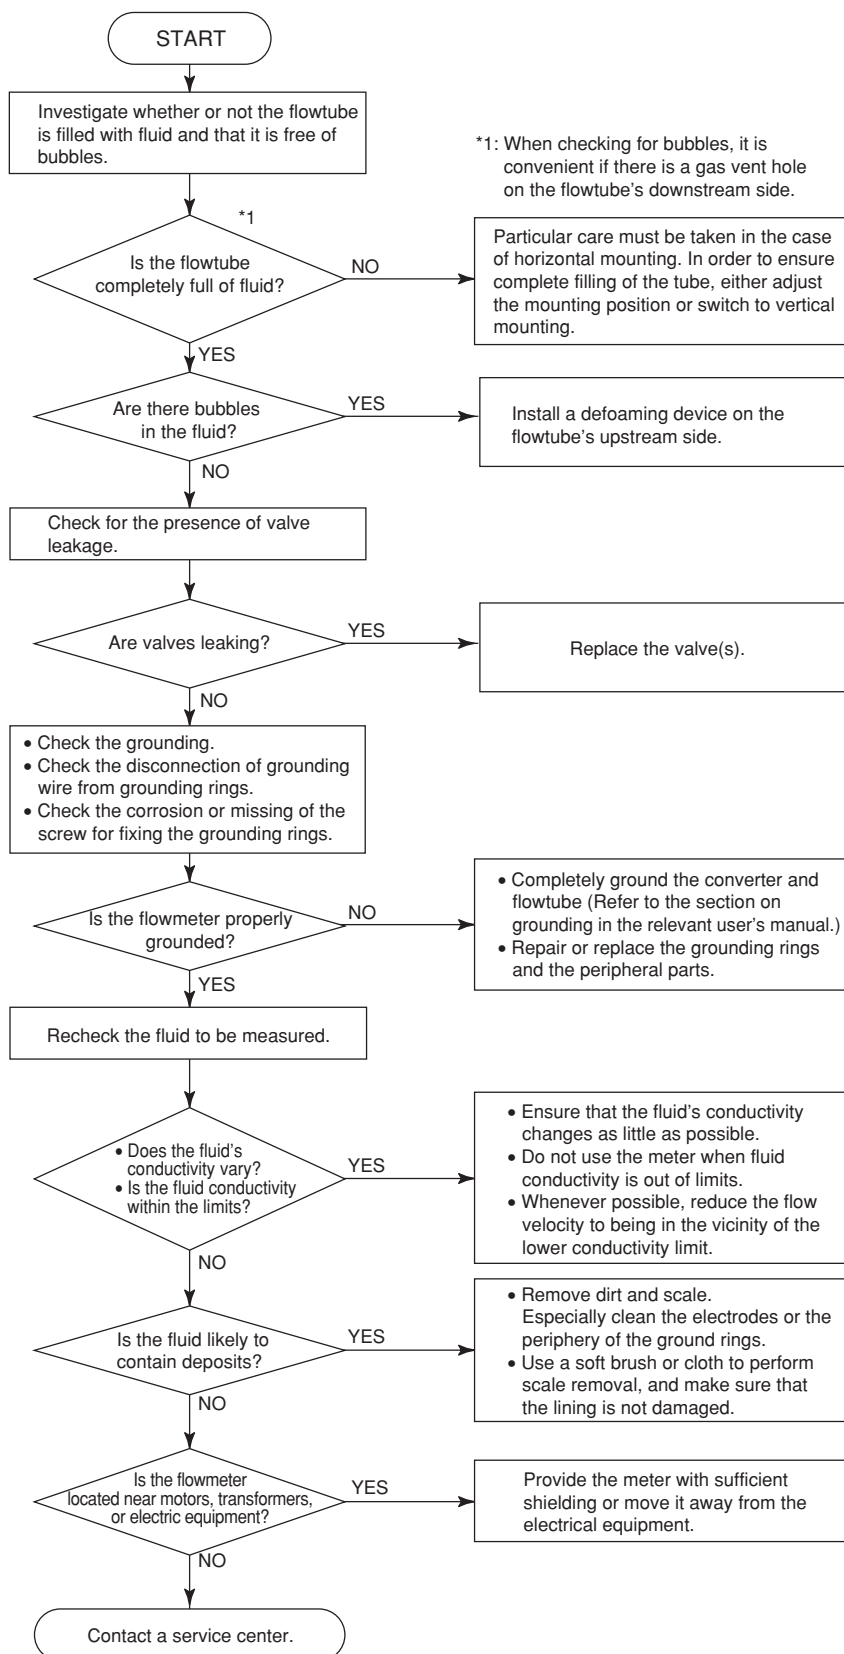 START
Investigate whether or not the flowtube
is filled with fluid and that it is free of
bubbles.
*1: When checking for bubbles, it is
convenient if there is a gas vent hole
on the flowtube's downstream side.
*1
Is the flowtube
completely full of fluid?
NO
Particular care must be taken in the case
of horizontal mounting. In order to ensure
complete filling of the tube, either adjust
the mounting position or switch to vertical
mounting.
YES
Are there bubbles
in the fluid?
YES
Install a defoaming device on the
flowtube's upstream side.
NO
Check for the presence of valve
leakage.
Are valves leaking?
YES
Replace the valve(s).
NO
• Check the grounding.
• Check the disconnection of grounding
wire from grounding rings.
• Check the corrosion or missing of the
screw for fixing the grounding rings.
Is the flowmeter properly
grounded?
NO
• Completely ground the converter and
flowtube (Refer to the section on
grounding in the relevant user's manual.)
• Repair or replace the grounding rings
and the peripheral parts.
YES
Recheck the fluid to be measured.
• Does the fluid's
conductivity vary?
• Is the fluid conductivity
within the limits?
YES
• Ensure that the fluid's conductivity
changes as little as possible.
• Do not use the meter when fluid
conductivity is out of limits.
• Whenever possible, reduce the flow
velocity to being in the vicinity of the
lower conductivity limit.
NO
Is the fluid likely to
contain deposits?
YES
• Remove dirt and scale.
Especially clean the electrodes or the
periphery of the ground rings.
• Use a soft brush or cloth to perform
scale removal, and make sure that
the lining is not damaged.
NO
Is the flowmeter
located near motors, transformers,
or electric equipment?
YES
Provide the meter with sufficient
shielding or move it away from the
electrical equipment.
NO
Contact a service center.